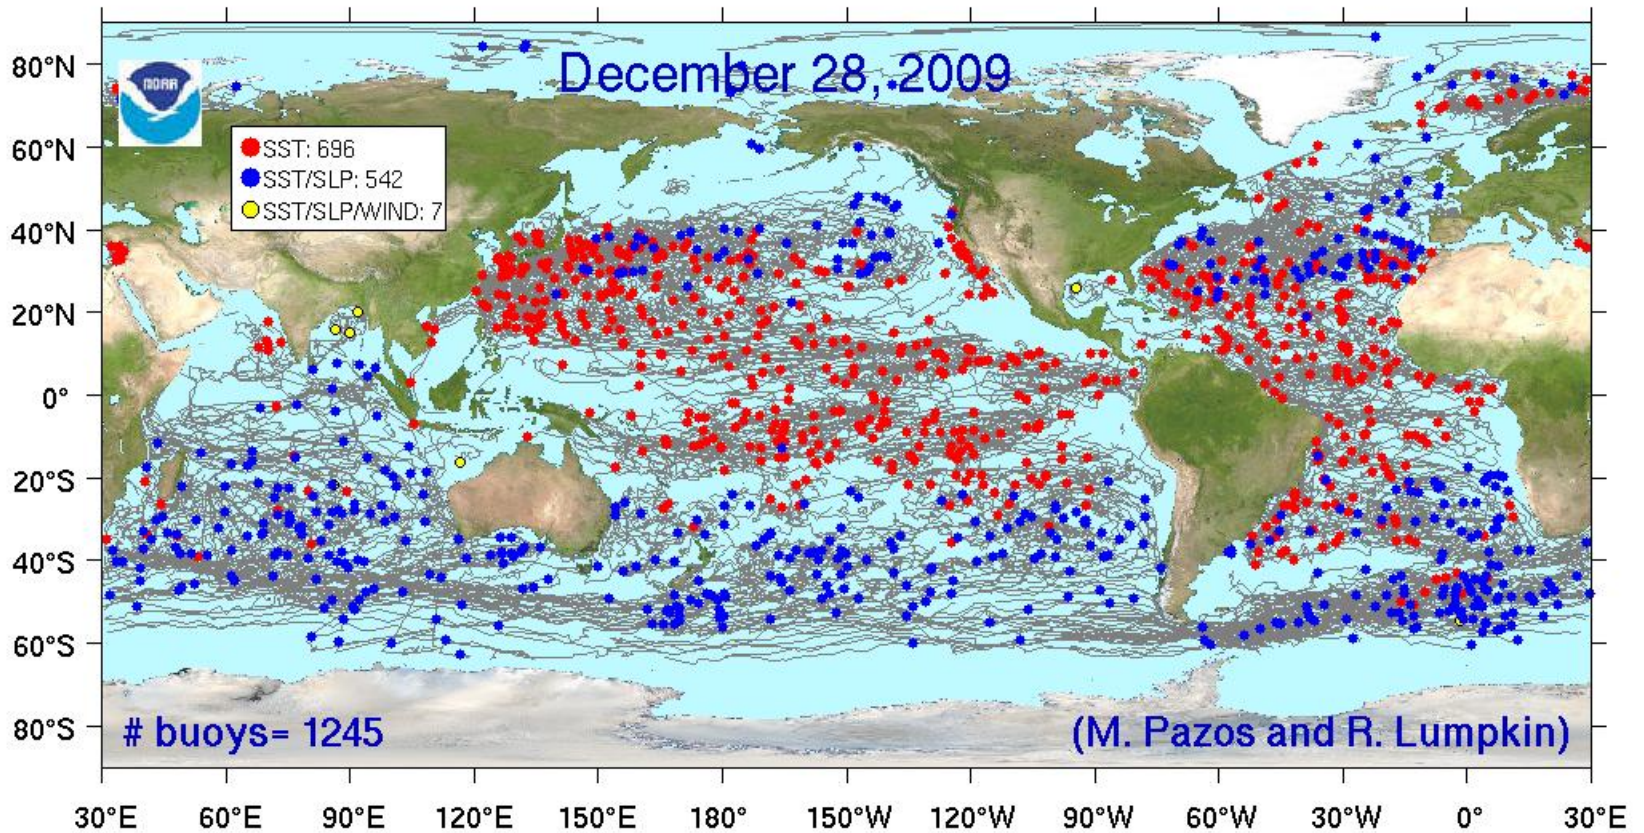 December 28, 2009
NOAA
SST: 696
SST/SLP: 542
SST/SLP/WIND: 7
80°N
60°N
40°N
20°N
0°
20°S
40°S
60°S
80°S
# buoys= 1245
(M. Pazos and R. Lumpkin)
30°E 60°E 90°E 120°E 150°E 180° 150°W 120°W 90°W 60°W 30°W 0° 30°E